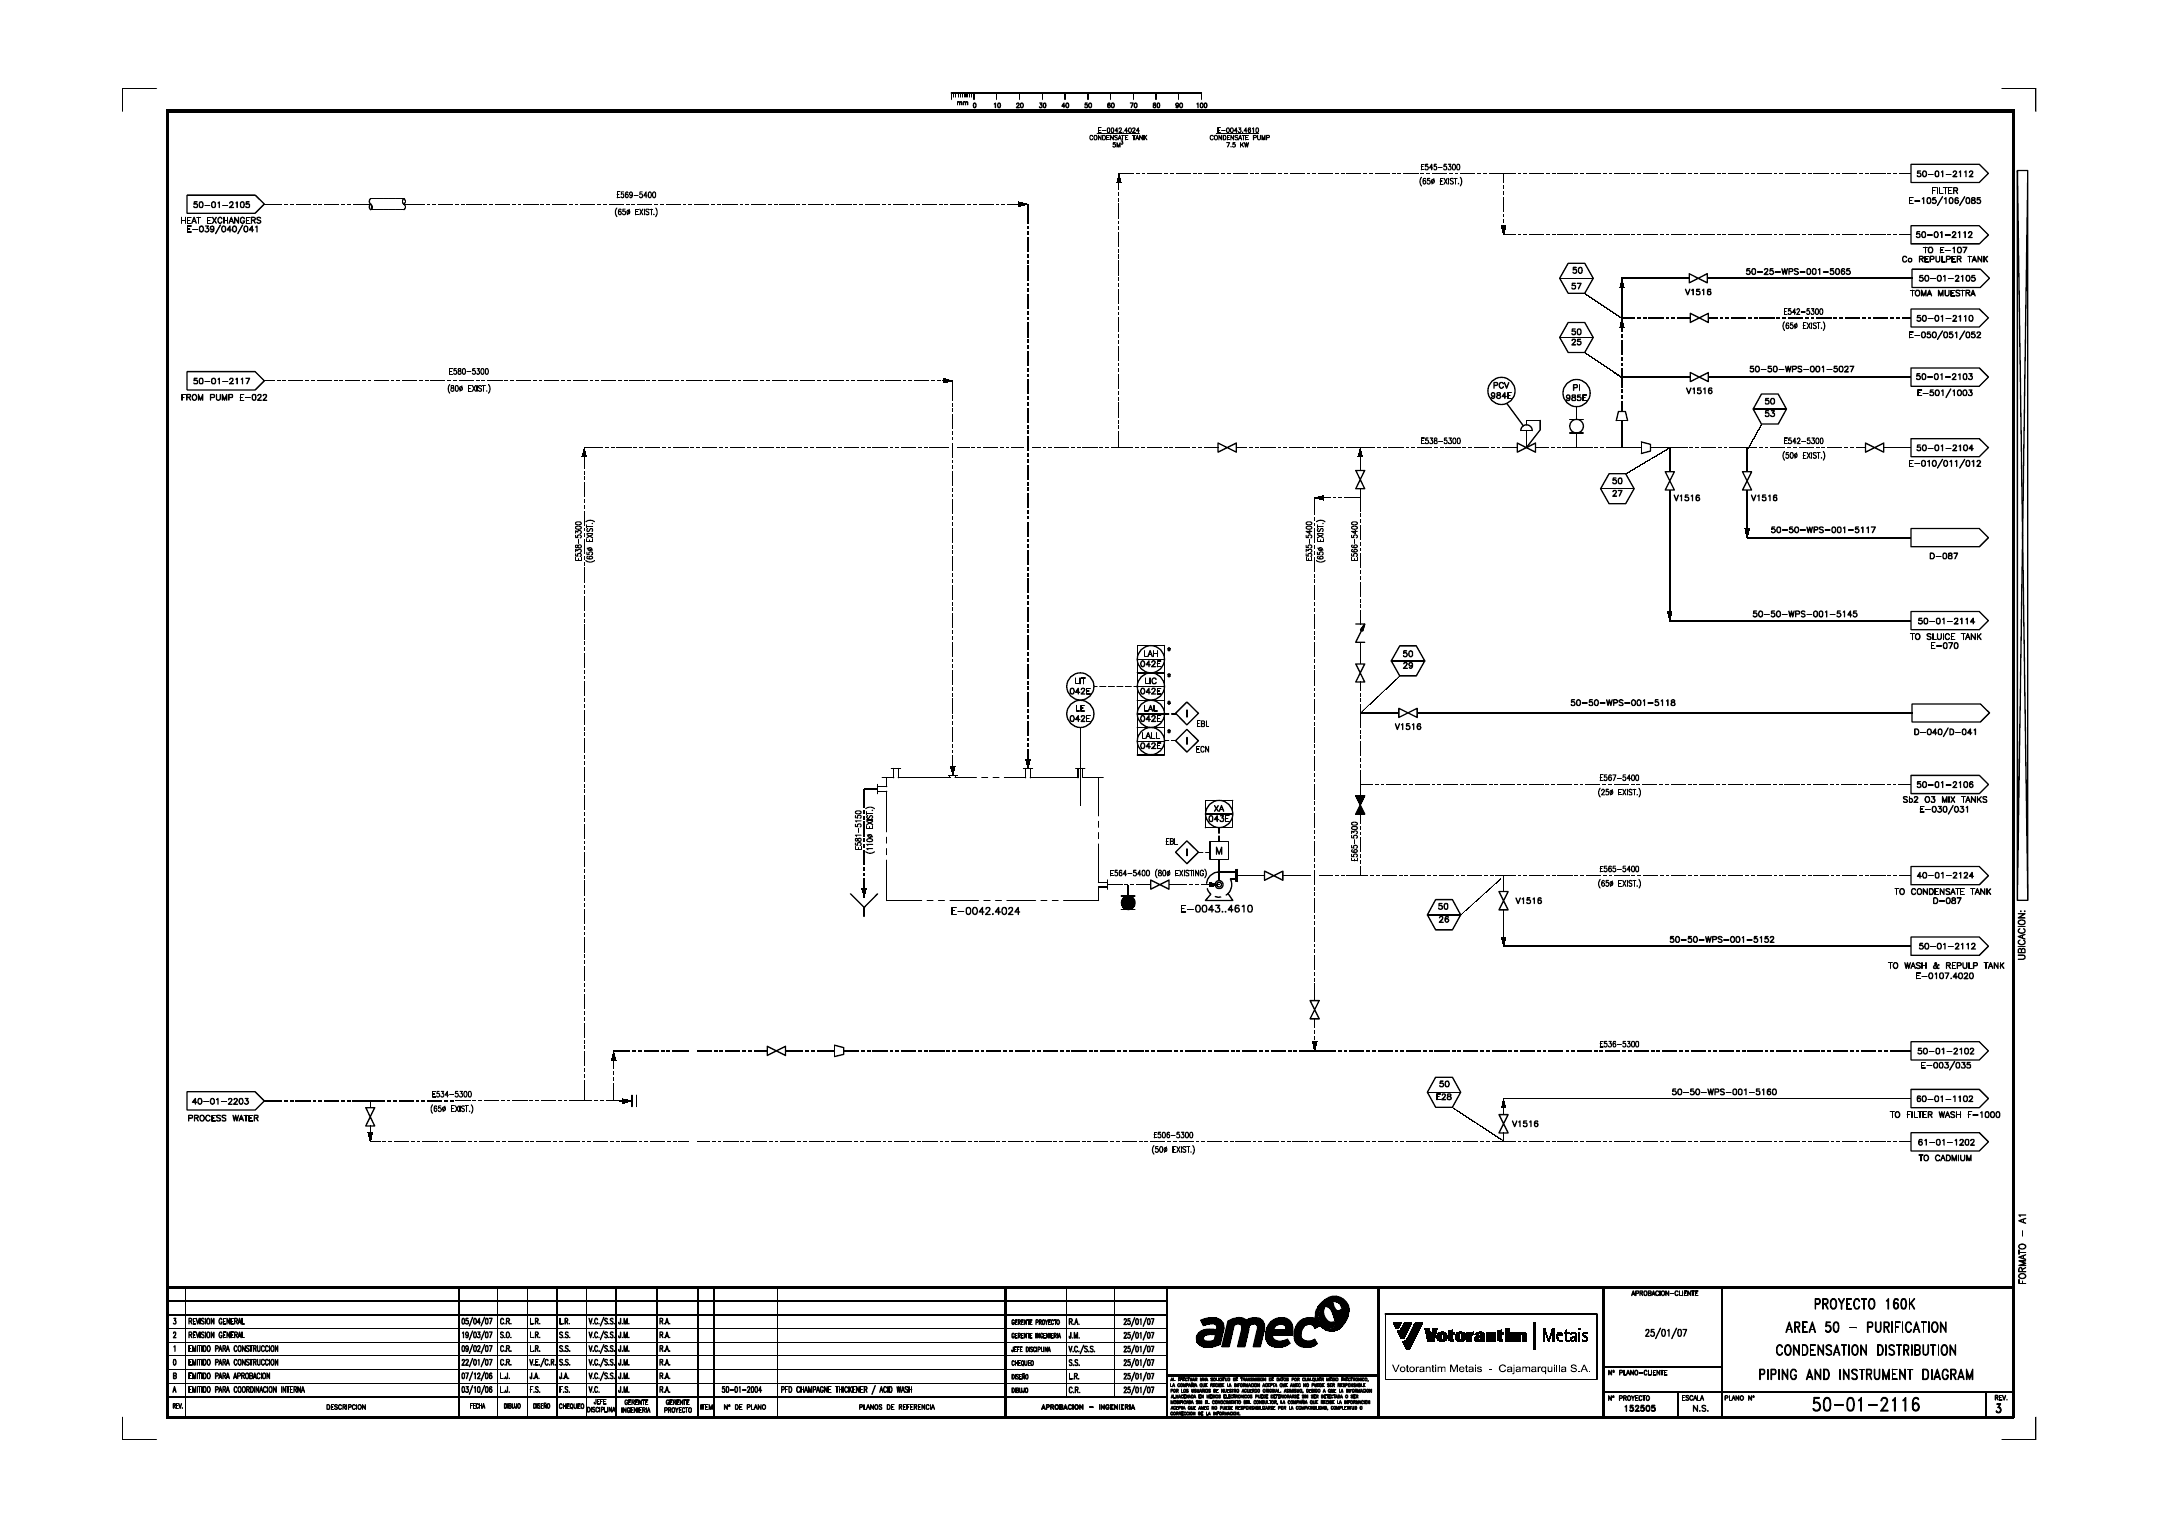 mm 0 10 20 30 40 50 60 70 80 90 100
E-0042.4024
CONDENSATE TANK
5M³
E-0043.4610
CONDENSATE PUMP
7.5 KW
50-01-2105
HEAT EXCHANGERS
E-039/040/041
E569-5400
(65ø EXIST.)
E545-5300
(65ø EXIST.)
50-01-2112
FILTER
E-105/106/085
50-01-2112
TO E-107
Co REPULPER TANK
50
57
50-25-WPS-001-5065
V1516
50-01-2105
TOMA MUESTRA
E542-5300
(65ø EXIST.)
50-01-2110
E-050/051/052
50
25
50-50-WPS-001-5027
V1516
50-01-2103
E-501/1003
50-01-2117
FROM PUMP E-022
E580-5300
(80ø EXIST.)
PCV
984E
PI
985E
50
53
E538-5300
E542-5300
(50ø EXIST.)
50-01-2104
E-010/011/012
50
27
V1516
V1516
E538-5300
(65ø EXIST.)
E535-5400
(65ø EXIST.)
E566-5400
50-50-WPS-001-5117
D-087
50-50-WPS-001-5145
50-01-2114
TO SLUICE TANK
E-070
LAH
042E
*
LIT
042E
LIC
042E
*
LE
042E
LAL
042E
*
I
EBL
LALL
042E
*
I
ECN
50
29
50-50-WPS-001-5118
V1516
D-040/D-041
E567-5400
(25ø EXIST.)
50-01-2106
Sb2 O3 MIX TANKS
E-030/031
E581-5150
(110ø EXIST.)
XA
043E
EBL
I
M
E565-5300
E564-5400 (80ø EXISTING)
E-0042.4024
E-0043..4610
E565-5400
(65ø EXIST.)
40-01-2124
TO CONDENSATE TANK
D-087
50
26
V1516
50-50-WPS-001-5152
50-01-2112
TO WASH & REPULP TANK
E-0107.4020
E536-5300
50-01-2102
E-003/035
40-01-2203
PROCESS WATER
E534-5300
(65ø EXIST.)
50
E28
50-50-WPS-001-5160
V1516
60-01-1102
TO FILTER WASH F-1000
E506-5300
(50ø EXIST.)
61-01-1202
TO CADMIUM
UBICACION:
FORMATO - A1
3 REVISION GENERAL 05/04/07 C.R. L.R. L.R. V.C./S.S. J.M. R.A.
2 REVISION GENERAL 19/03/07 S.O. L.R. S.S. V.C./S.S. J.M. R.A.
1 EMITIDO PARA CONSTRUCCION 09/02/07 C.R. L.R. S.S. V.C./S.S. J.M. R.A.
0 EMITIDO PARA CONSTRUCCION 22/01/07 C.R. V.E./C.R. S.S. V.C./S.S. J.M. R.A.
B EMITIDO PARA APROBACION 07/12/06 L.J. J.A. J.A. V.C./S.S. J.M. R.A.
A EMITIDO PARA COORDINACION INTERNA 03/10/06 L.J. F.S. F.S. V.C. J.M. R.A. 50-01-2004 PFD CHAMPAGNE THICKENER / ACID WASH
REV. DESCRIPCION FECHA DIBUJO DISEÑO CHEQUEO JEFE DISCIPLINA GERENTE INGENIERIA GERENTE PROYECTO ITEM Nº DE PLANO PLANOS DE REFERENCIA
GERENTE PROYECTO R.A. 25/01/07
GERENTE INGENIERIA J.M. 25/01/07
JEFE DISCIPLINA V.C./S.S. 25/01/07
CHEQUEO S.S. 25/01/07
DISEÑO L.R. 25/01/07
DIBUJO C.R. 25/01/07
APROBACION - INGENIERIA
amec
Votorantim | Metais
Votorantim Metais - Cajamarquilla S.A.
APROBACION-CLIENTE
25/01/07
Nº PLANO-CLIENTE
Nº PROYECTO
152505
ESCALA
N.S.
PROYECTO 160K
AREA 50 - PURIFICATION
CONDENSATION DISTRIBUTION
PIPING AND INSTRUMENT DIAGRAM
PLANO Nº
50-01-2116
REV.
3